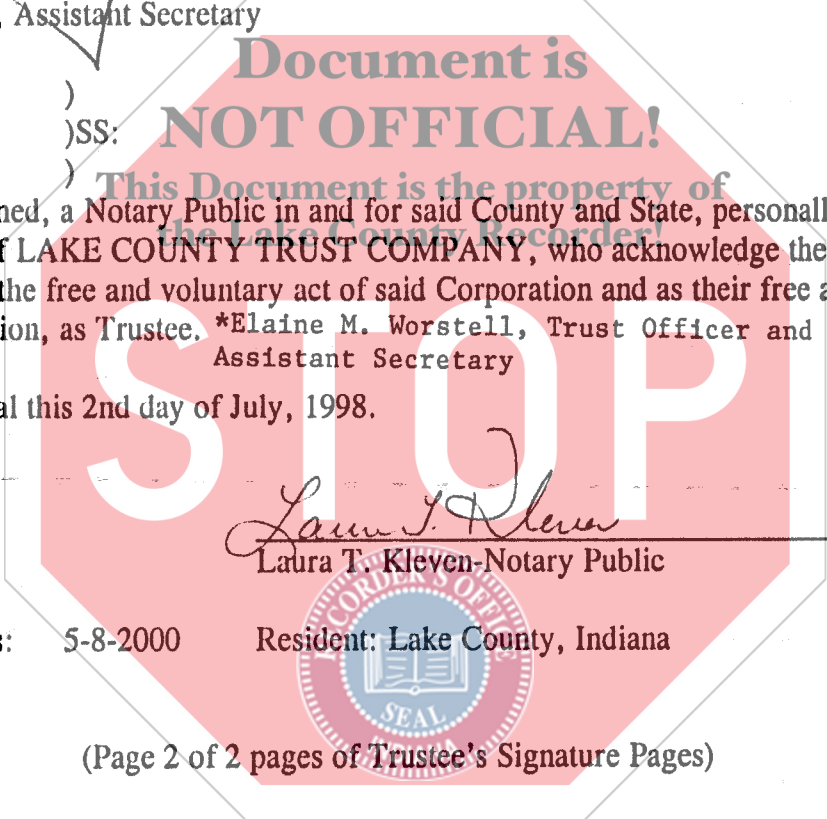 , Assistant Secretary
Document is
NOT OFFICIAL!
This Document is the property of
the Lake County Recorder!
)
)SS:
)
ned, a Notary Public in and for said County and State, personall
f LAKE COUNTY TRUST COMPANY, who acknowledge the
the free and voluntary act of said Corporation and as their free a
ion, as Trustee. *Elaine M. Worstell, Trust Officer and
Assistant Secretary
al this 2nd day of July, 1998.
STOP
Laura T. Kleven
Laura T. Kleven-Notary Public
RECORDER'S OFFICE
s: 5-8-2000 Resident: Lake County, Indiana
SEAL
(Page 2 of 2 pages of Trustee's Signature Pages)